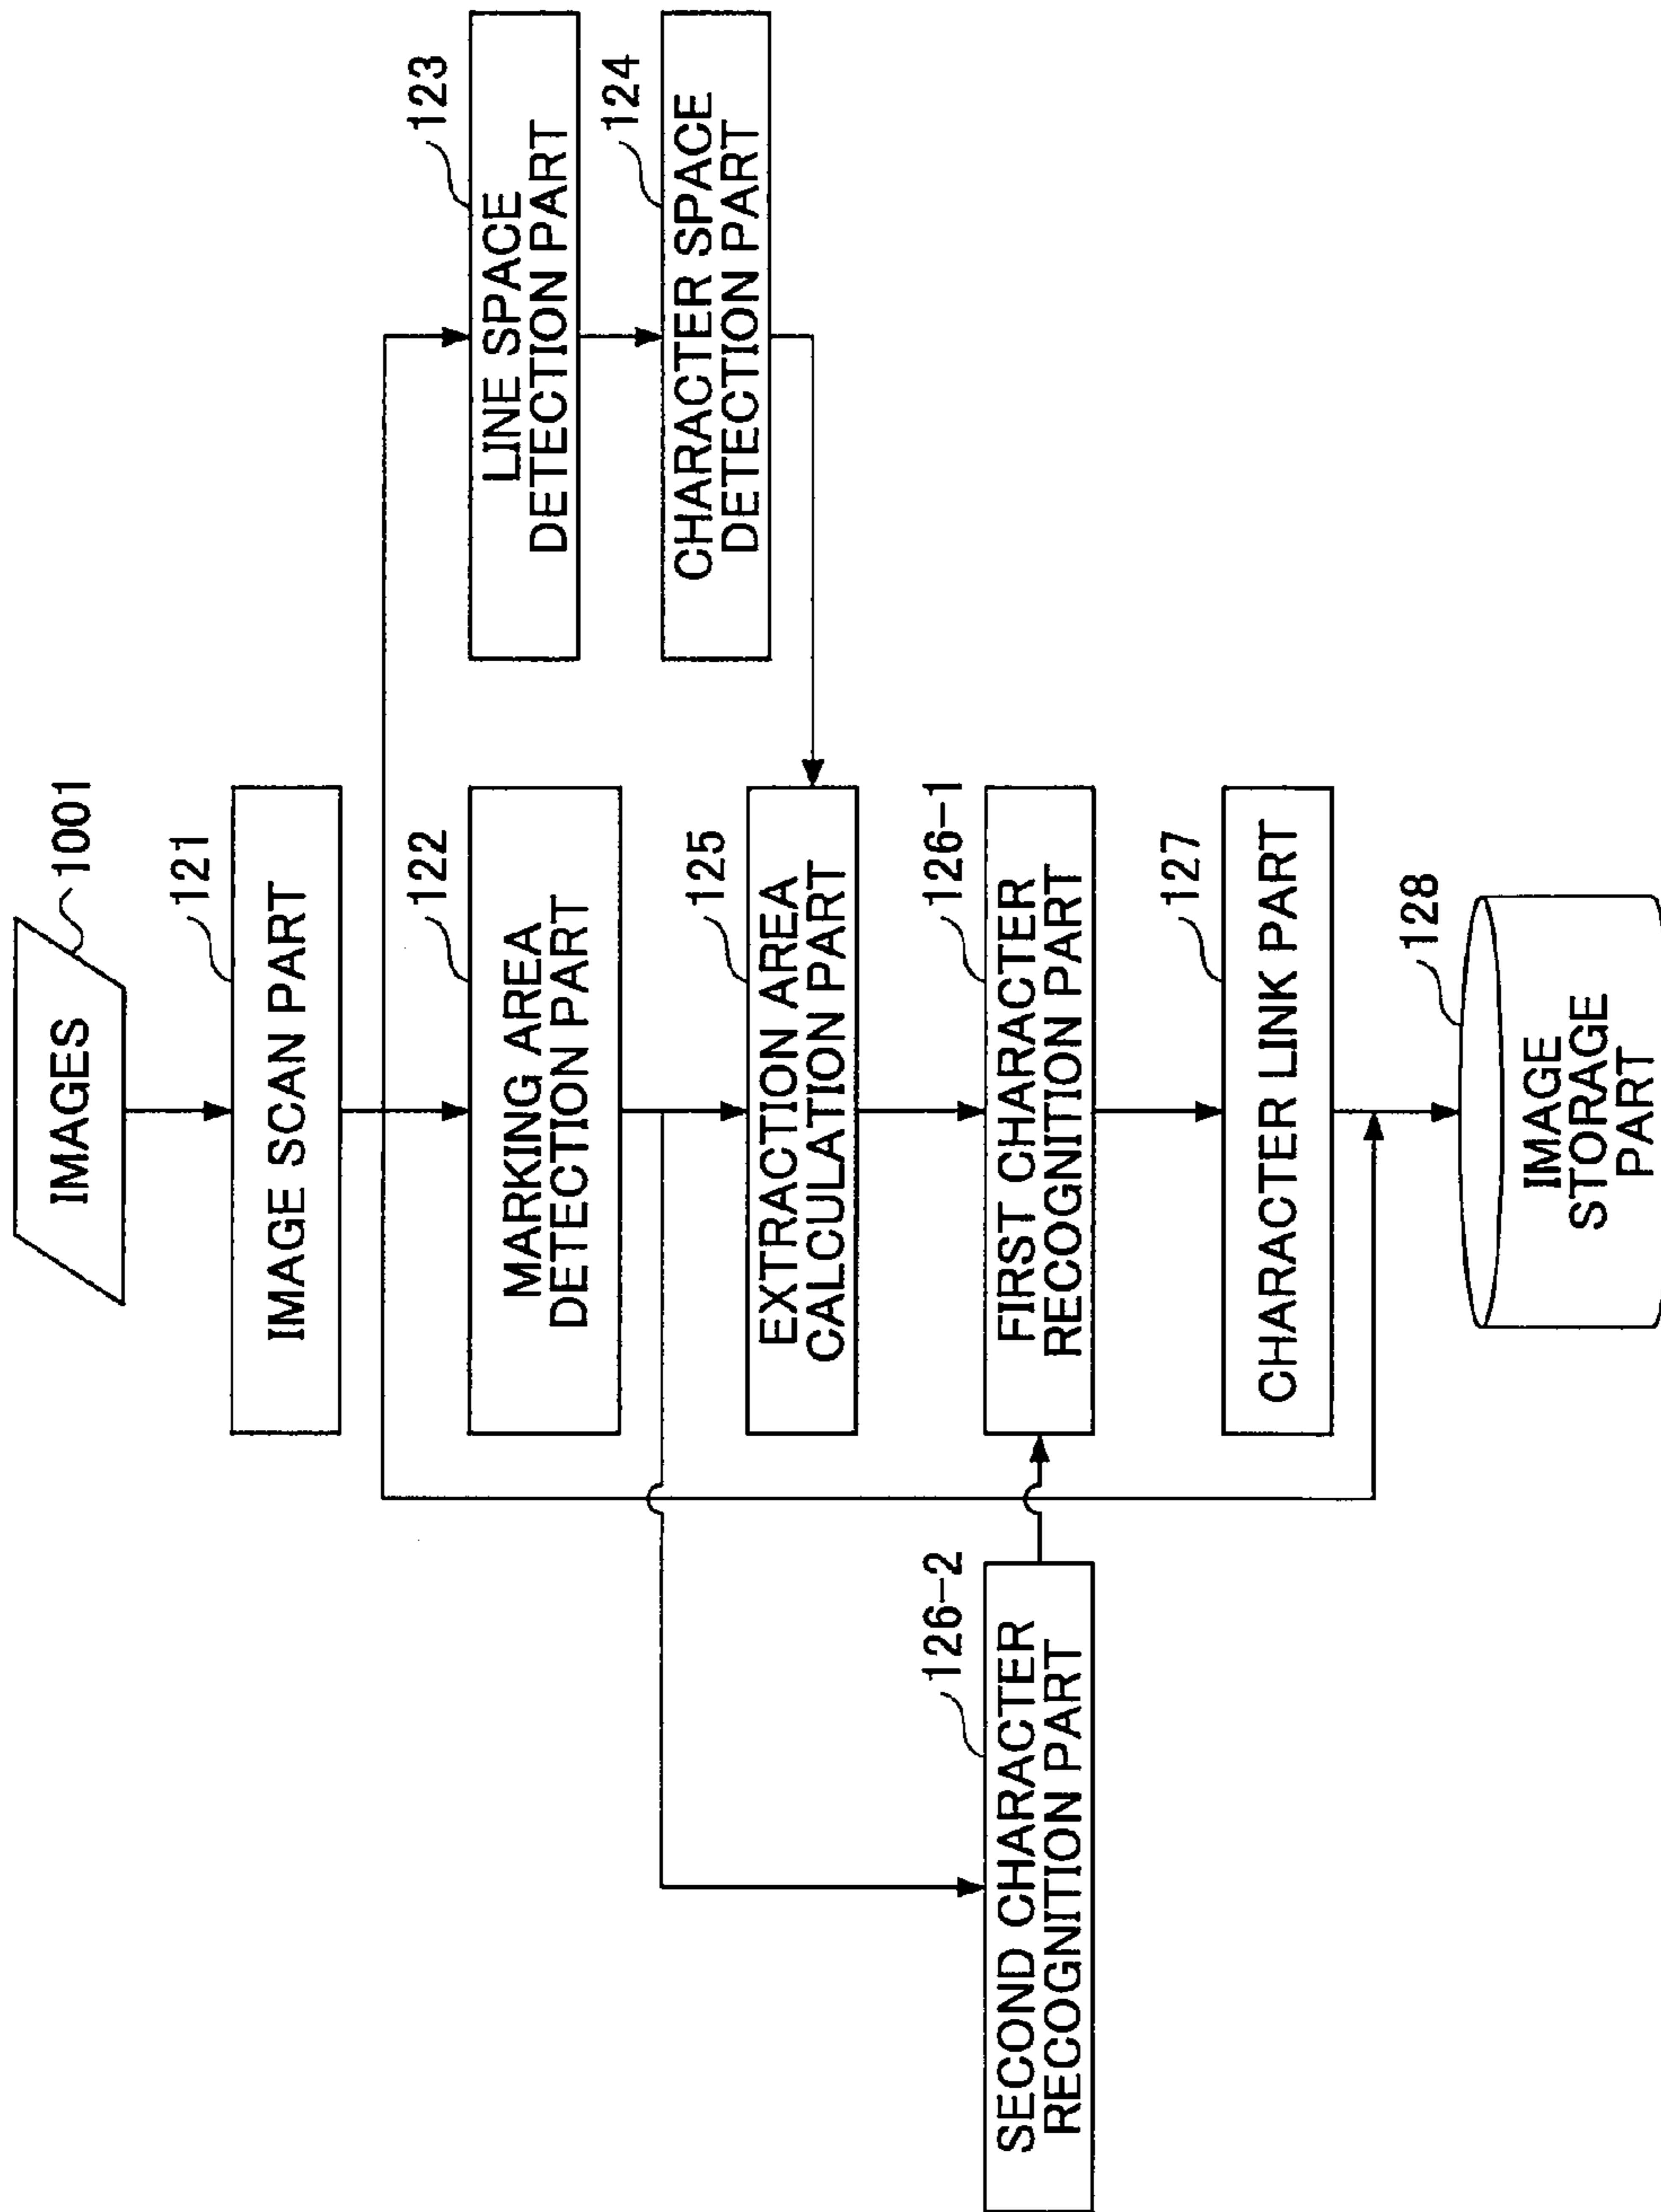 IMAGES
1001
121
IMAGE SCAN PART
122
MARKING AREA
DETECTION PART
123
LINE SPACE
DETECTION PART
124
CHARACTER SPACE
DETECTION PART
125
EXTRACTION AREA
CALCULATION PART
126-1
FIRST CHARACTER
RECOGNITION PART
126-2
SECOND CHARACTER
RECOGNITION PART
127
CHARACTER LINK PART
128
IMAGE
STORAGE
PART